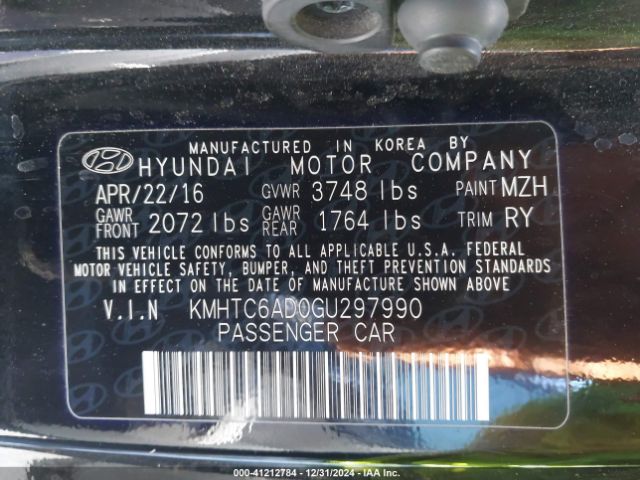 MANUFACTURED IN KOREA BY
HYUNDAI MOTOR COMPANY
APR/22/16 GVWR 3748 lbs PAINT MZH
GAWR FRONT 2072 lbs GAWR REAR 1764 lbs TRIM RY
THIS VEHICLE CONFORMS TO ALL APPLICABLE U.S.A. FEDERAL
MOTOR VEHICLE SAFETY, BUMPER, AND THEFT PREVENTION STANDARDS
IN EFFECT ON THE DATE OF MANUFACTURE SHOWN ABOVE
V.I.N KMHTC6AD0GU297990
PASSENGER CAR
000-41212784 - 12/31/2024 - IAA Inc.